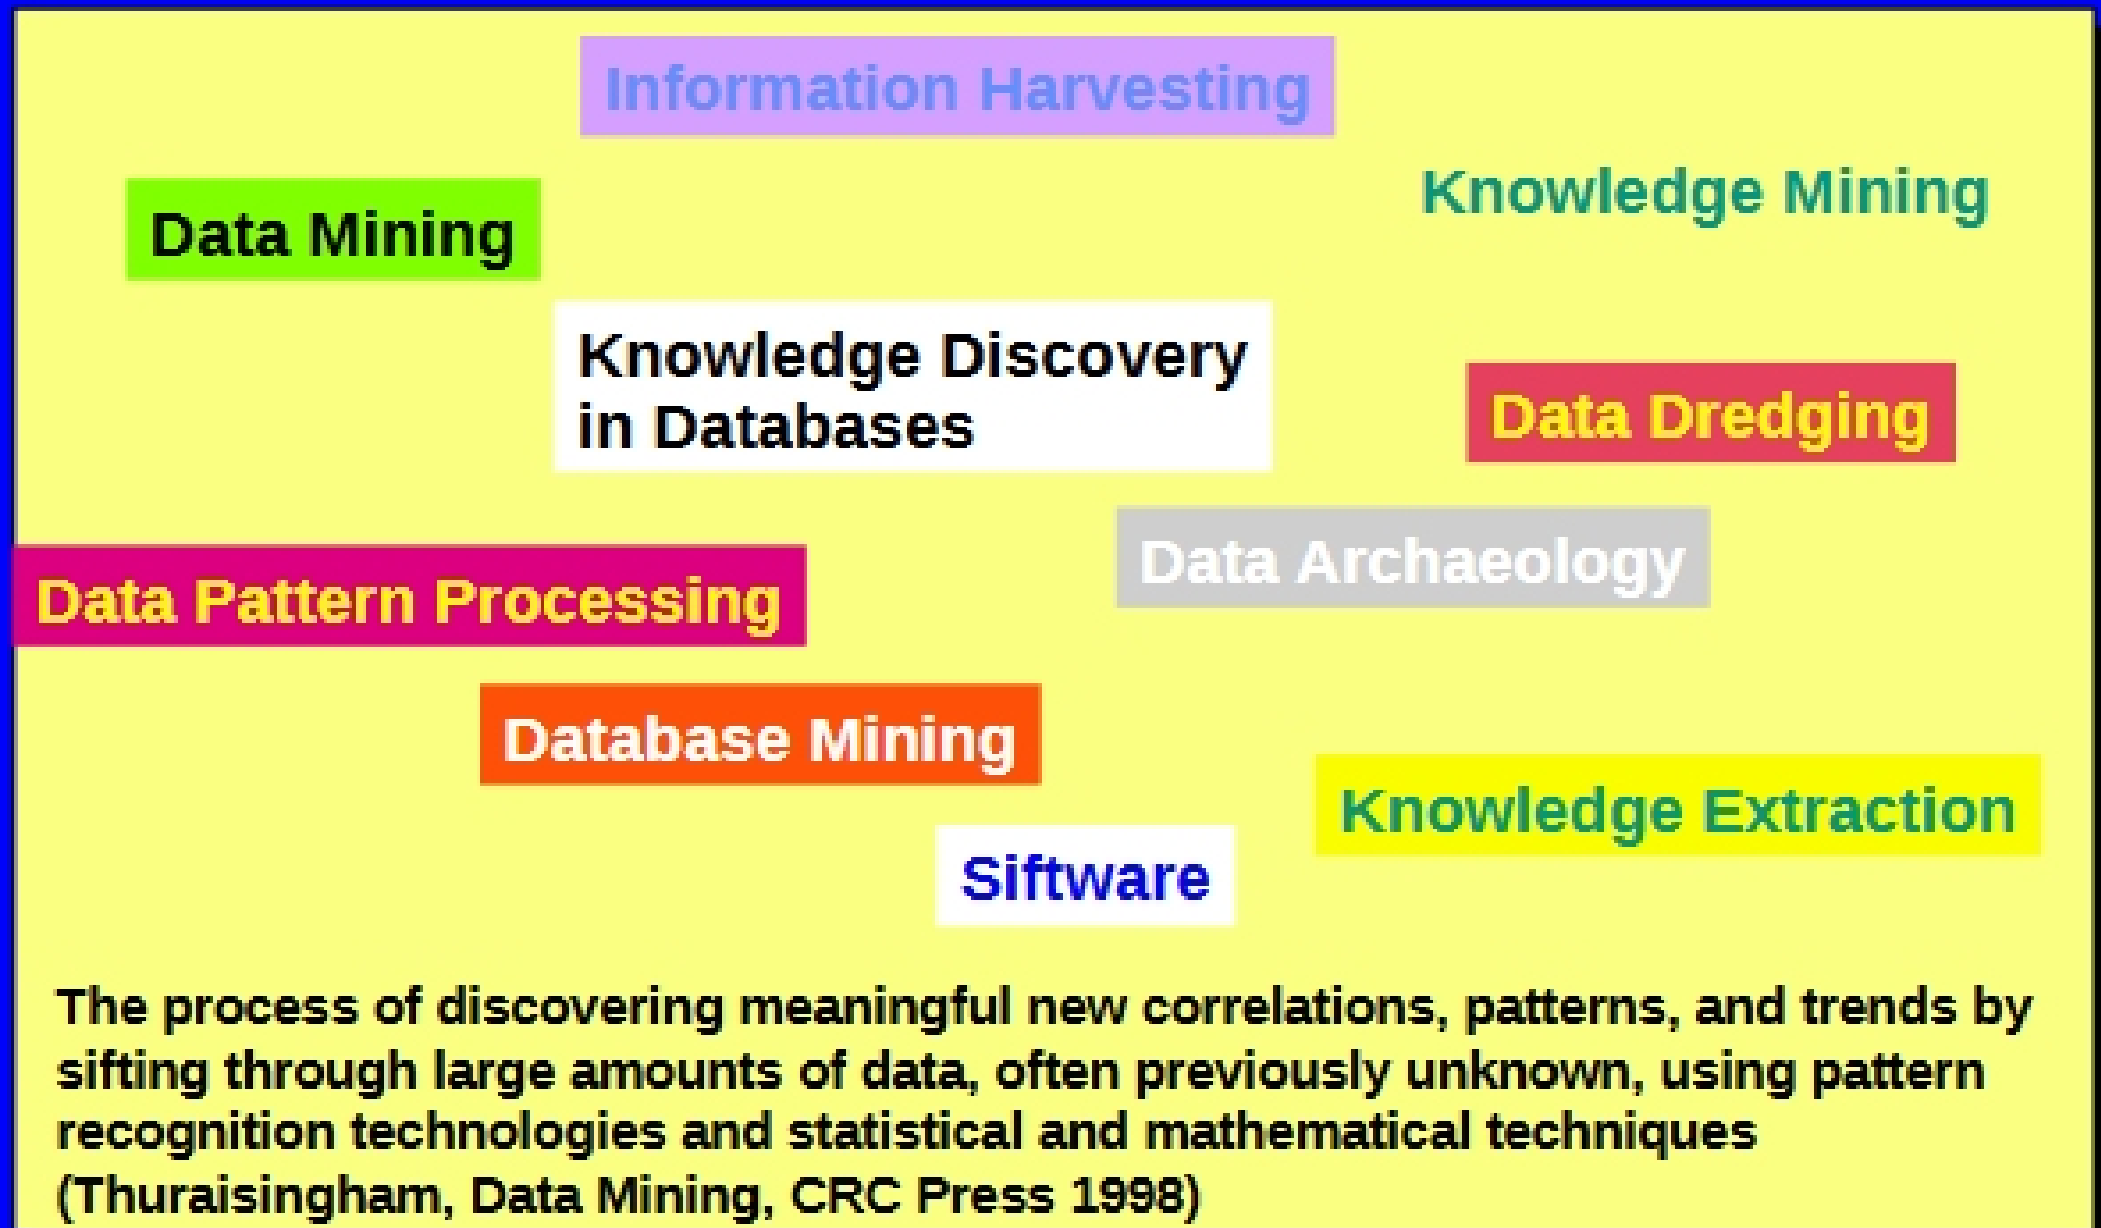 Information Harvesting
Knowledge Mining
Data Mining
Knowledge Discovery
in Databases
Data Dredging
Data Archaeology
Data Pattern Processing
Database Mining
Knowledge Extraction
Siftware
The process of discovering meaningful new correlations, patterns, and trends by
sifting through large amounts of data, often previously unknown, using pattern
recognition technologies and statistical and mathematical techniques
(Thuraisingham, Data Mining, CRC Press 1998)